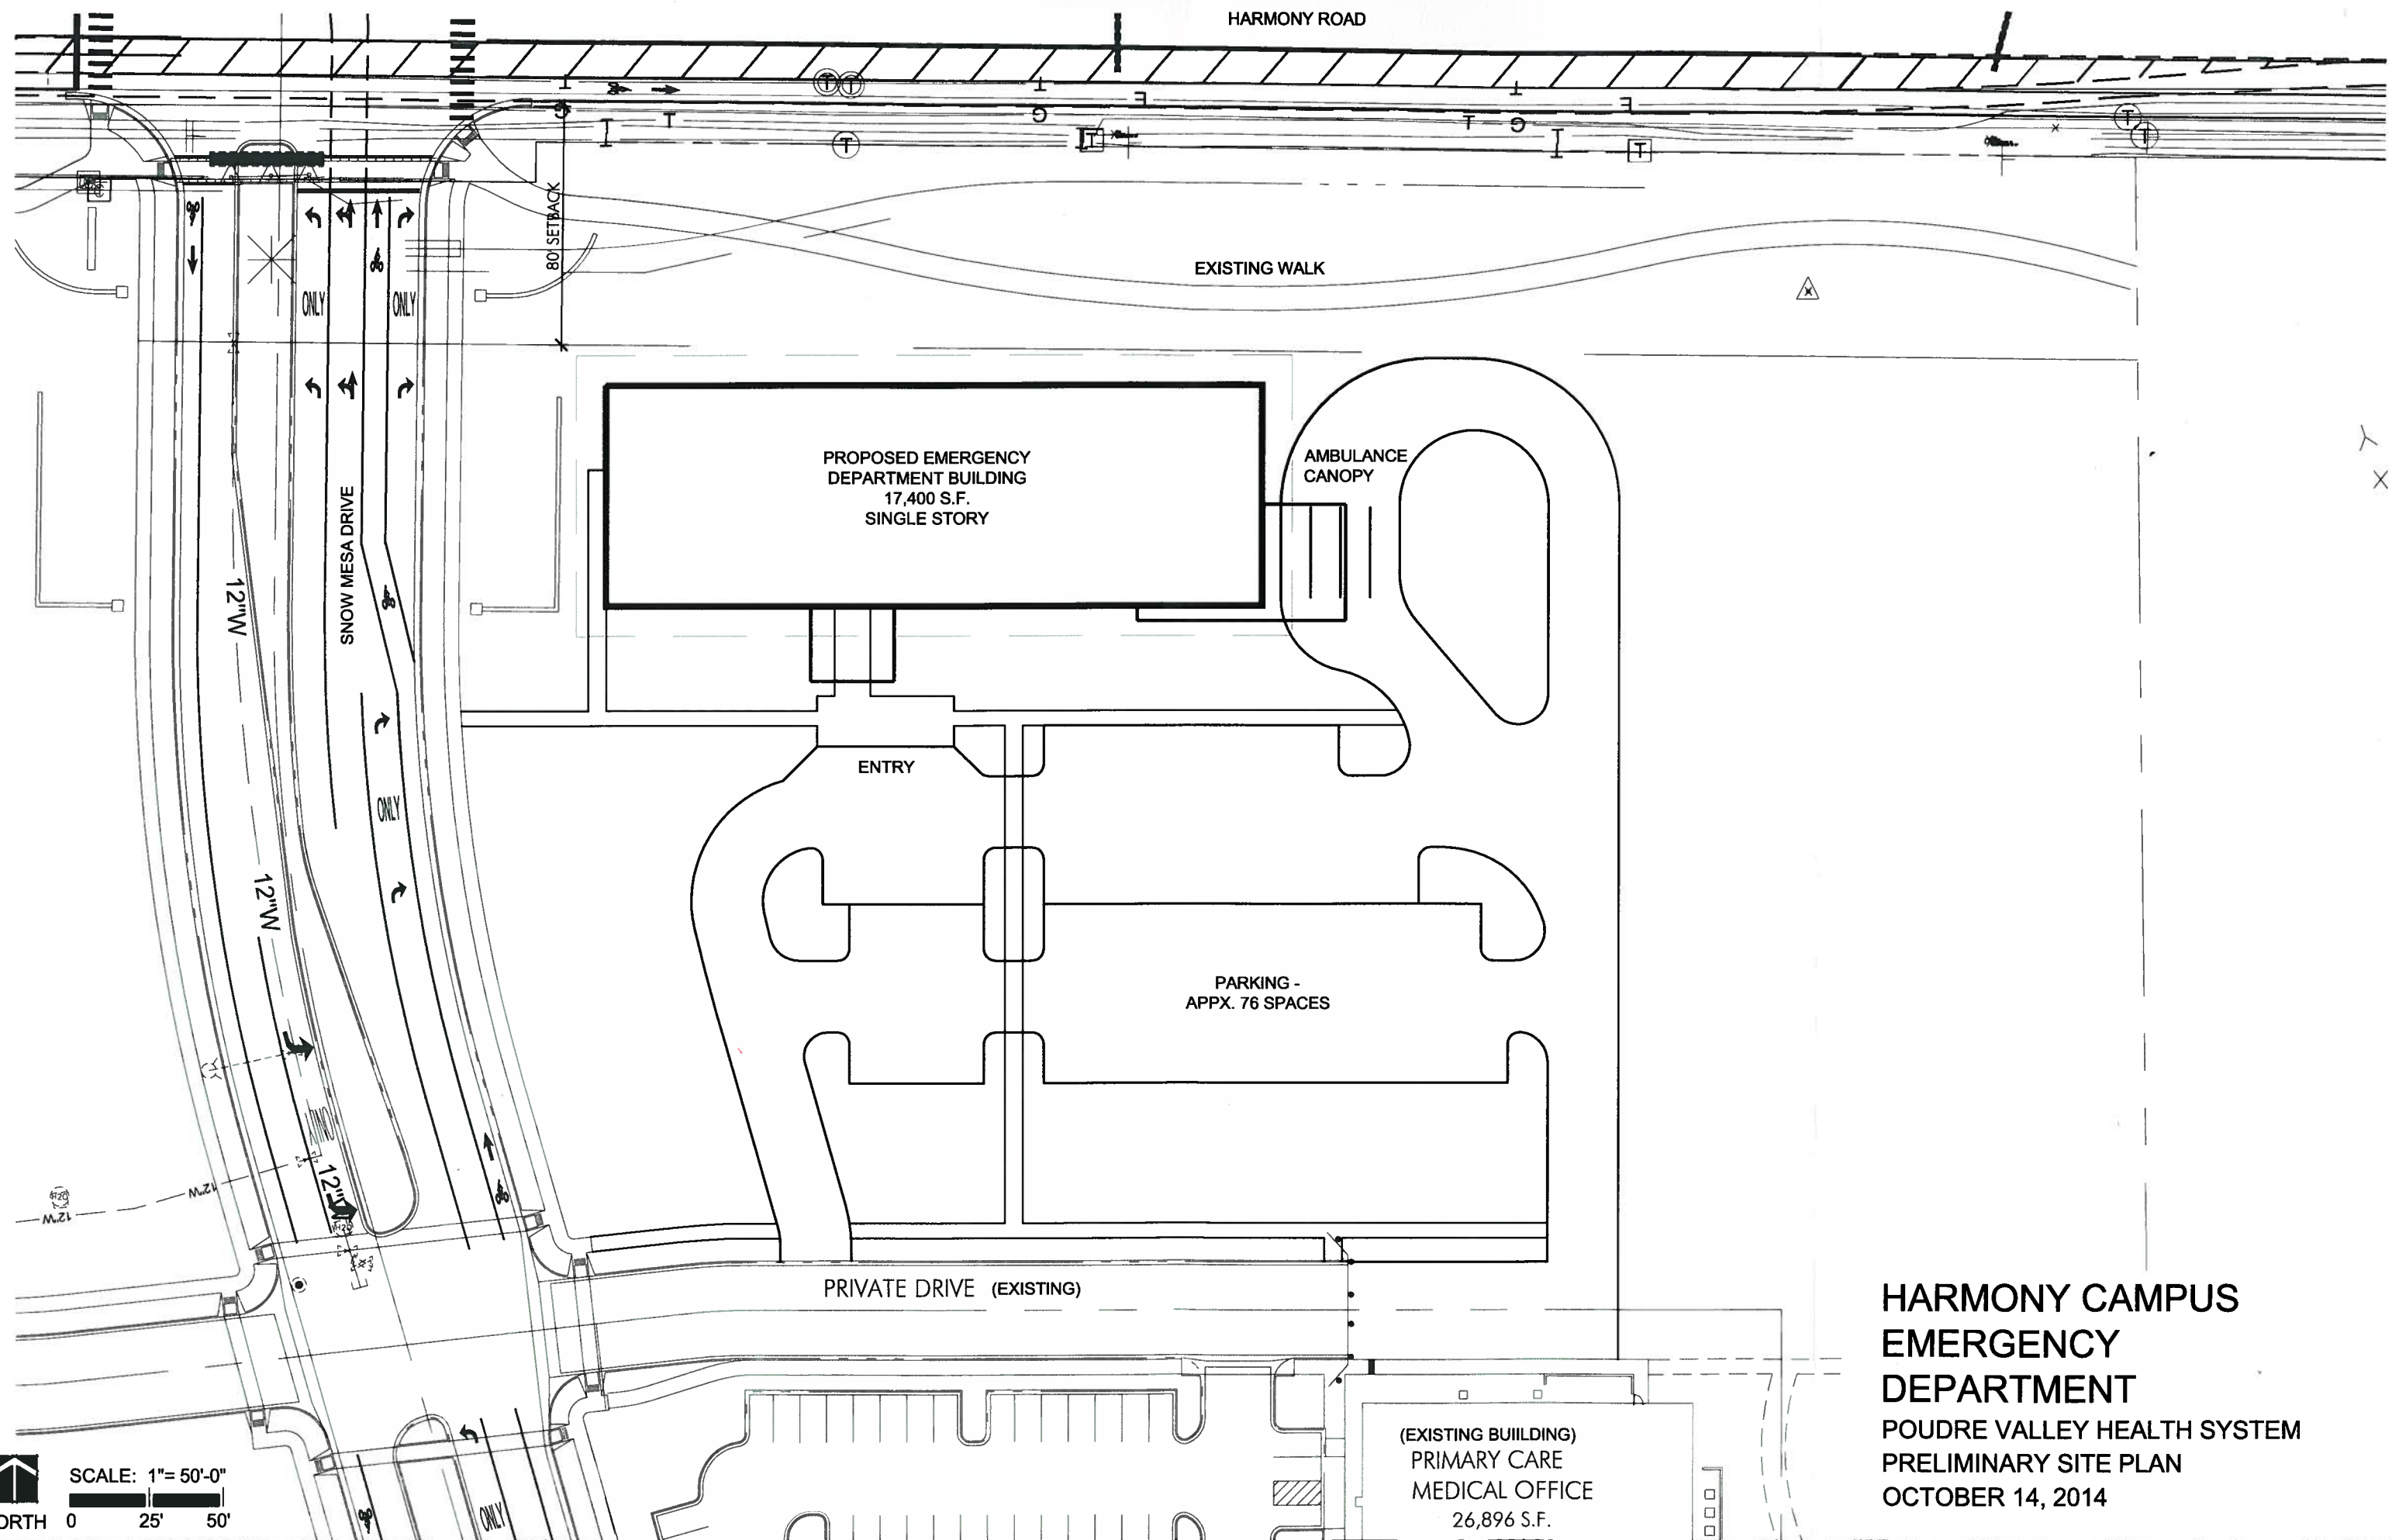 HARMONY ROAD
T
T
T
T
T
T
T
G
G
T
T
T
T
80' SETBACK
EXISTING WALK
ONLY
ONLY
PROPOSED EMERGENCY
DEPARTMENT BUILDING
17,400 S.F.
SINGLE STORY
AMBULANCE
CANOPY
SNOW MESA DRIVE
12"W
ENTRY
ONLY
12"W
PARKING -
APPX. 76 SPACES
ONLY
12"W
12"W
12"W
PRIVATE DRIVE (EXISTING)
(EXISTING BUIILDING)
PRIMARY CARE
MEDICAL OFFICE
26,896 S.F.
ONLY
HARMONY CAMPUS
EMERGENCY
DEPARTMENT
POUDRE VALLEY HEALTH SYSTEM
PRELIMINARY SITE PLAN
OCTOBER 14, 2014
SCALE: 1"= 50'-0"
ORTH 0 25' 50'